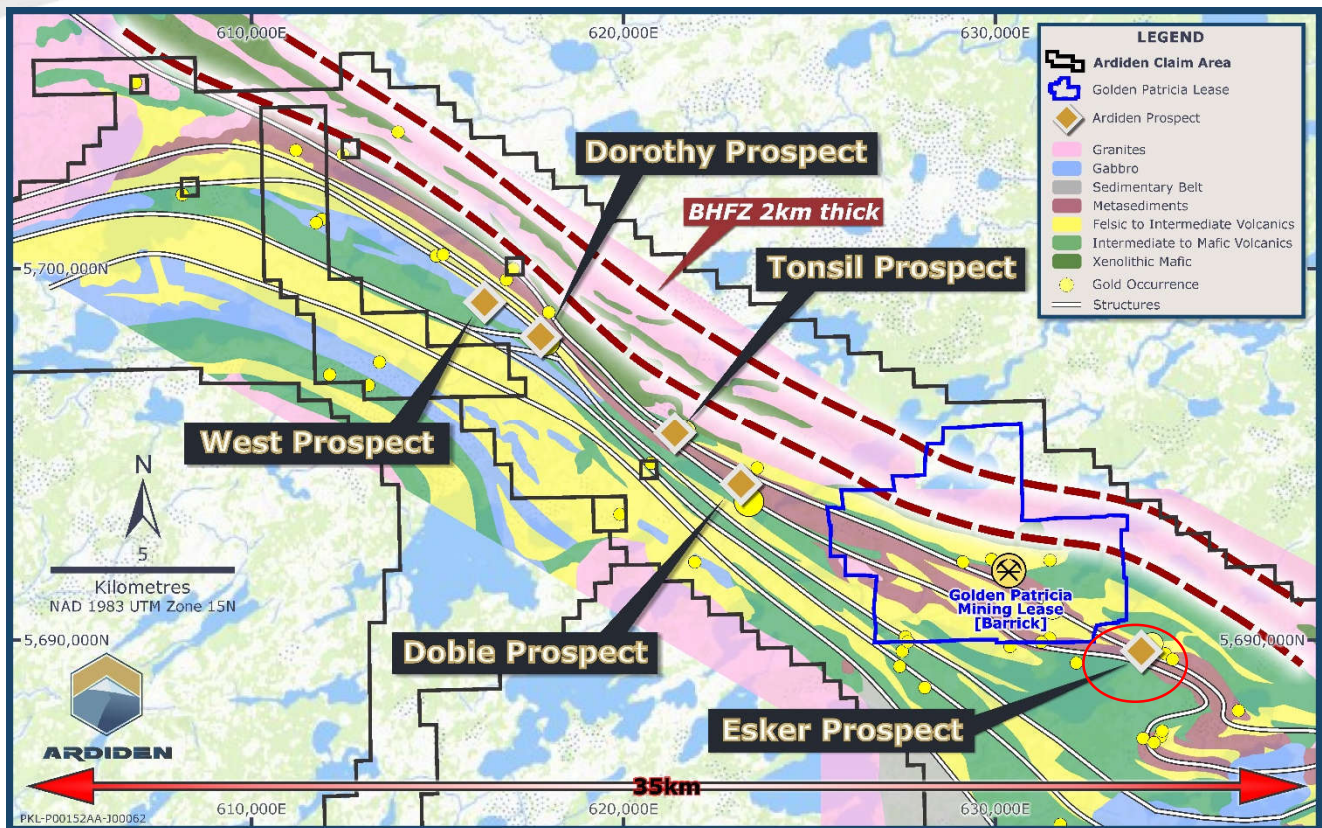 610,000E
620,000E
630,000E
LEGEND
Ardiden Claim Area
Golden Patricia Lease
Ardiden Prospect
Granites
Gabbro
Sedimentary Belt
Metasediments
Felsic to Intermediate Volcanics
Intermediate to Mafic Volcanics
Xenolithic Mafic
Gold Occurrence
Structures
Dorothy Prospect
BHFZ 2km thick
Tonsil Prospect
5,700,000N
West Prospect
N
5
Kilometres
NAD 1983 UTM Zone 15N
Golden Patricia
Mining Lease
[Barrick]
5,690,000N
5,690,000N
Dobie Prospect
Esker Prospect
ARDIDEN
35km
610,000E
620,000E
630,000E
PKL-P00152AA-J00062